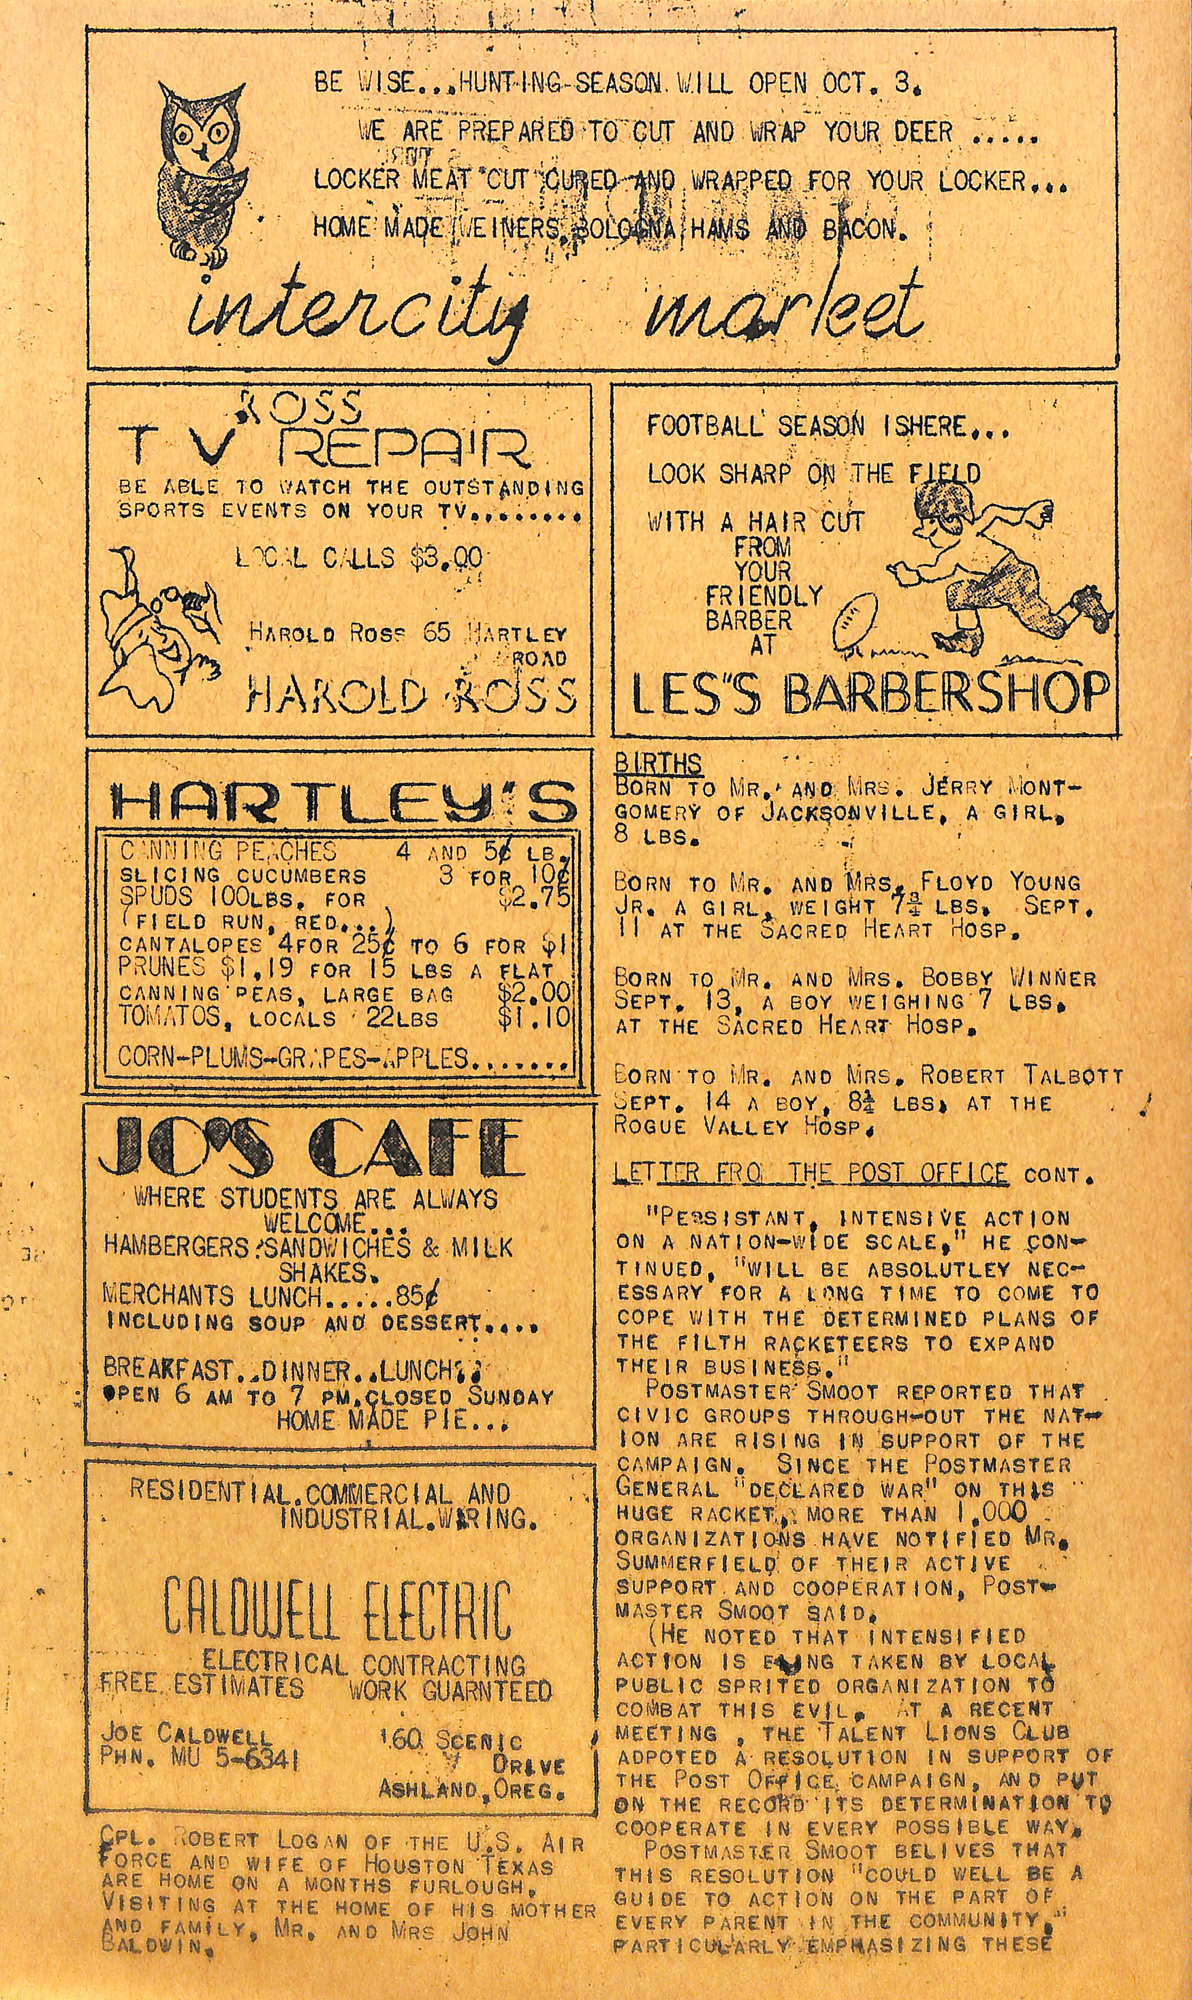 BE WISE...HUNTING-SEASON WILL OPEN OCT. 3.
WE ARE PREPARED TO CUT AND WRAP YOUR DEER .....
LOCKER MEAT CUT CURED AND WRAPPED FOR YOUR LOCKER...
HOME MADE WEINERS, BOLOGNA HAMS AND BACON.
intercity market
ROSS
TV REPAIR
BE ABLE TO WATCH THE OUTSTANDING
SPORTS EVENTS ON YOUR TV........
LOCAL CALLS $3.00
HAROLD ROSS 65 HARTLEY
ROAD
HAROLD ROSS
FOOTBALL SEASON ISHERE...
LOOK SHARP ON THE FIELD
WITH A HAIR CUT
FROM
YOUR
FRIENDLY
BARBER
AT
LES'S BARBERSHOP
HARTLEY'S
CANNING PEACHES 4 AND 5¢ LB.
SLICING CUCUMBERS 3 FOR 10¢
SPUDS 100LBS. FOR $2.75
(FIELD RUN, RED...)
CANTALOPES 4FOR 25¢ TO 6 FOR $1
PRUNES $1.19 FOR 15 LBS A FLAT
CANNING PEAS, LARGE BAG $2.00
TOMATOS, LOCALS 22LBS $1.10
CORN-PLUMS-GRAPES-APPLES.......
JO'S CAFE
WHERE STUDENTS ARE ALWAYS
WELCOME...
HAMBERGERS SANDWICHES & MILK
SHAKES.
MERCHANTS LUNCH.....85¢
INCLUDING SOUP AND DESSERT....
BREAKFAST..DINNER..LUNCH
OPEN 6 AM TO 7 PM.CLOSED SUNDAY
HOME MADE PIE...
RESIDENTIAL.COMMERCIAL AND
INDUSTRIAL.WIRING.
CALDWELL ELECTRIC
ELECTRICAL CONTRACTING
FREE ESTIMATES WORK GUARNTEED
JOE CALDWELL 160 SCENIC
PHN. MU 5-6341 DRIVE
ASHLAND,OREG.
CPL. ROBERT LOGAN OF THE U.S. AIR
FORCE AND WIFE OF HOUSTON TEXAS
ARE HOME ON A MONTHS FURLOUGH.
VISITING AT THE HOME OF HIS MOTHER
AND FAMILY, MR. AND MRS JOHN
BALDWIN.
BIRTHS
BORN TO MR. AND MRS. JERRY MONT-
GOMERY OF JACKSONVILLE, A GIRL,
8 LBS.
BORN TO MR. AND MRS. FLOYD YOUNG
JR. A GIRL, WEIGHT 7¾ LBS. SEPT.
11 AT THE SACRED HEART HOSP.
BORN TO MR. AND MRS. BOBBY WINNER
SEPT. 13, A BOY WEIGHING 7 LBS.
AT THE SACRED HEART HOSP.
BORN TO MR. AND MRS. ROBERT TALBOTT
SEPT. 14 A BOY, 8½ LBS, AT THE
ROGUE VALLEY HOSP.
LETTER FROM THE POST OFFICE CONT.
"PERSISTANT, INTENSIVE ACTION
ON A NATION-WIDE SCALE," HE CON-
TINUED, "WILL BE ABSOLUTLEY NEC-
ESSARY FOR A LONG TIME TO COME TO
COPE WITH THE DETERMINED PLANS OF
THE FILTH RACKETEERS TO EXPAND
THEIR BUSINESS."
POSTMASTER SMOOT REPORTED THAT
CIVIC GROUPS THROUGH-OUT THE NAT-
ION ARE RISING IN SUPPORT OF THE
CAMPAIGN. SINCE THE POSTMASTER
GENERAL "DECLARED WAR" ON THIS
HUGE RACKET, MORE THAN 1,000
ORGANIZATIONS HAVE NOTIFIED MR.
SUMMERFIELD OF THEIR ACTIVE
SUPPORT AND COOPERATION, POST-
MASTER SMOOT SAID.
(HE NOTED THAT INTENSIFIED
ACTION IS BEING TAKEN BY LOCAL
PUBLIC SPRITED ORGANIZATION TO
COMBAT THIS EVIL. AT A RECENT
MEETING , THE TALENT LIONS CLUB
ADPOTED A RESOLUTION IN SUPPORT OF
THE POST OFFICE CAMPAIGN, AND PUT
ON THE RECORD ITS DETERMINATION TO
COOPERATE IN EVERY POSSIBLE WAY.
POSTMASTER SMOOT BELIVES THAT
THIS RESOLUTION "COULD WELL BE A
GUIDE TO ACTION ON THE PART OF
EVERY PARENT IN THE COMMUNITY,"
PARTICULARLY EMPHASIZING THESE